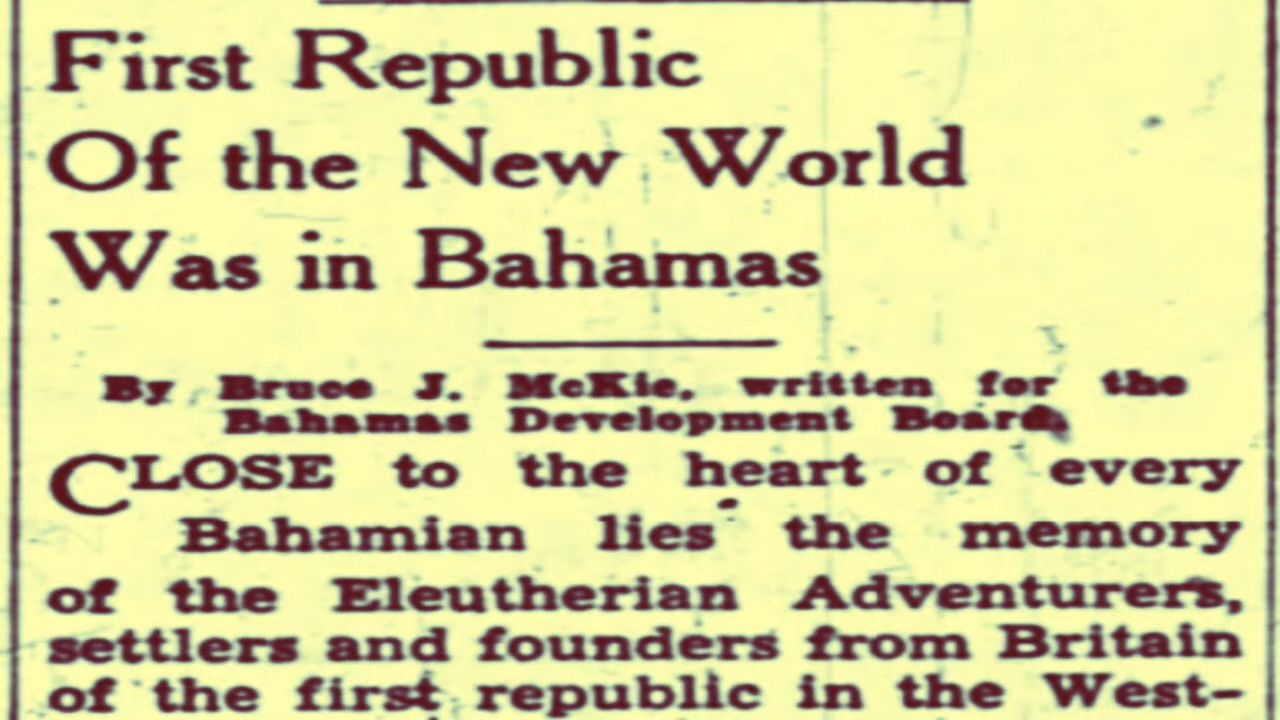 First Republic
Of the New World
Was in Bahamas
By Bruce J. McKie, written for the
Bahamas Development Board
CLOSE to the heart of every
Bahamian lies the memory
of the Eleutherian Adventurers,
settlers and founders from Britain
of the first republic in the West-